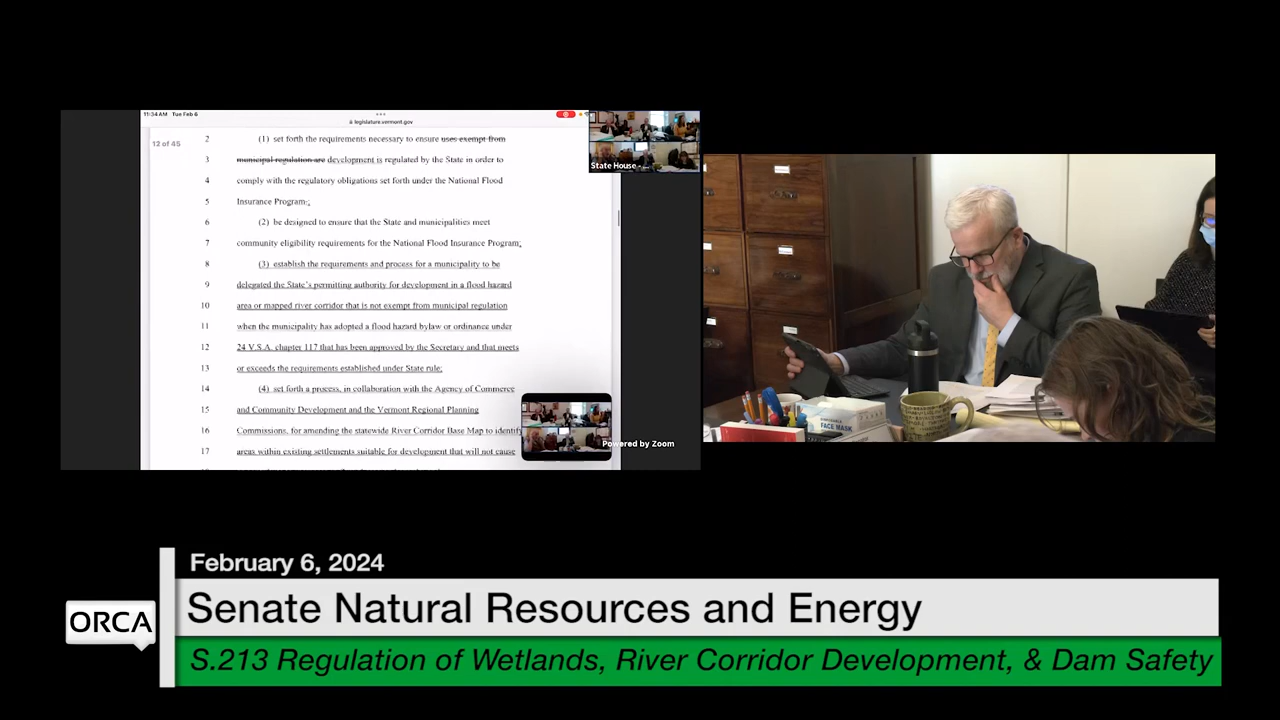 11:34 AM Tue Feb 6
legislature.vermont.gov
12 of 45
2 (1) set forth the requirements necessary to ensure uses exempt from
3 municipal regulation are development is regulated by the State in order to
4 comply with the regulatory obligations set forth under the National Flood
5 Insurance Program.;
6 (2) be designed to ensure that the State and municipalities meet
7 community eligibility requirements for the National Flood Insurance Program;
8 (3) establish the requirements and process for a municipality to be
9 delegated the State's permitting authority for development in a flood hazard
10 area or mapped river corridor that is not exempt from municipal regulation
11 when the municipality has adopted a flood hazard bylaw or ordinance under
12 24 V.S.A. chapter 117 that has been approved by the Secretary and that meets
13 or exceeds the requirements established under State rule;
14 (4) set forth a process, in collaboration with the Agency of Commerce
15 and Community Development and the Vermont Regional Planning
16 Commissions, for amending the statewide River Corridor Base Map to identify
17 areas within existing settlements suitable for development that will not cause
State House -
Powered by Zoom
FACE MASK
February 6, 2024
Senate Natural Resources and Energy
ORCA
S.213 Regulation of Wetlands, River Corridor Development, & Dam Safety